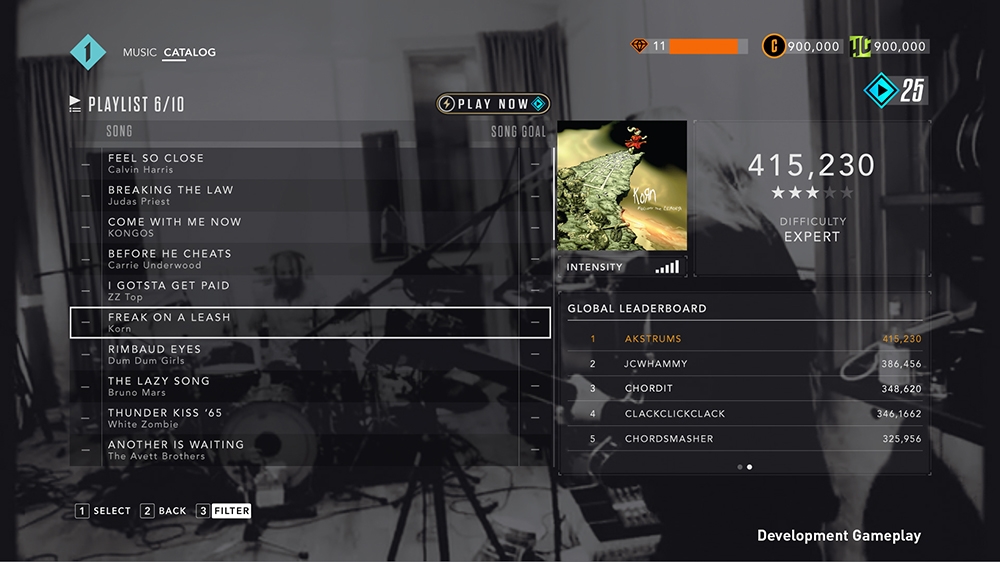 1
MUSIC CATALOG
11
C 900,000
HC 900,000
25
PLAYLIST 6/10
PLAY NOW
SONG
SONG GOAL
FEEL SO CLOSE
Calvin Harris
BREAKING THE LAW
Judas Priest
COME WITH ME NOW
KONGOS
BEFORE HE CHEATS
Carrie Underwood
I GOTSTA GET PAID
ZZ Top
FREAK ON A LEASH
Korn
RIMBAUD EYES
Dum Dum Girls
THE LAZY SONG
Bruno Mars
THUNDER KISS ‘65
White Zombie
ANOTHER IS WAITING
The Avett Brothers
KoRn
FOLLOW THE LEADER
INTENSITY
415,230
DIFFICULTY
EXPERT
GLOBAL LEADERBOARD
1 AKSTRUMS 415,230
2 JCWHAMMY 386,456
3 CHORDIT 348,620
4 CLACKCLICKCLACK 346,1662
5 CHORDSMASHER 325,956
1 SELECT 2 BACK 3 FILTER
Development Gameplay